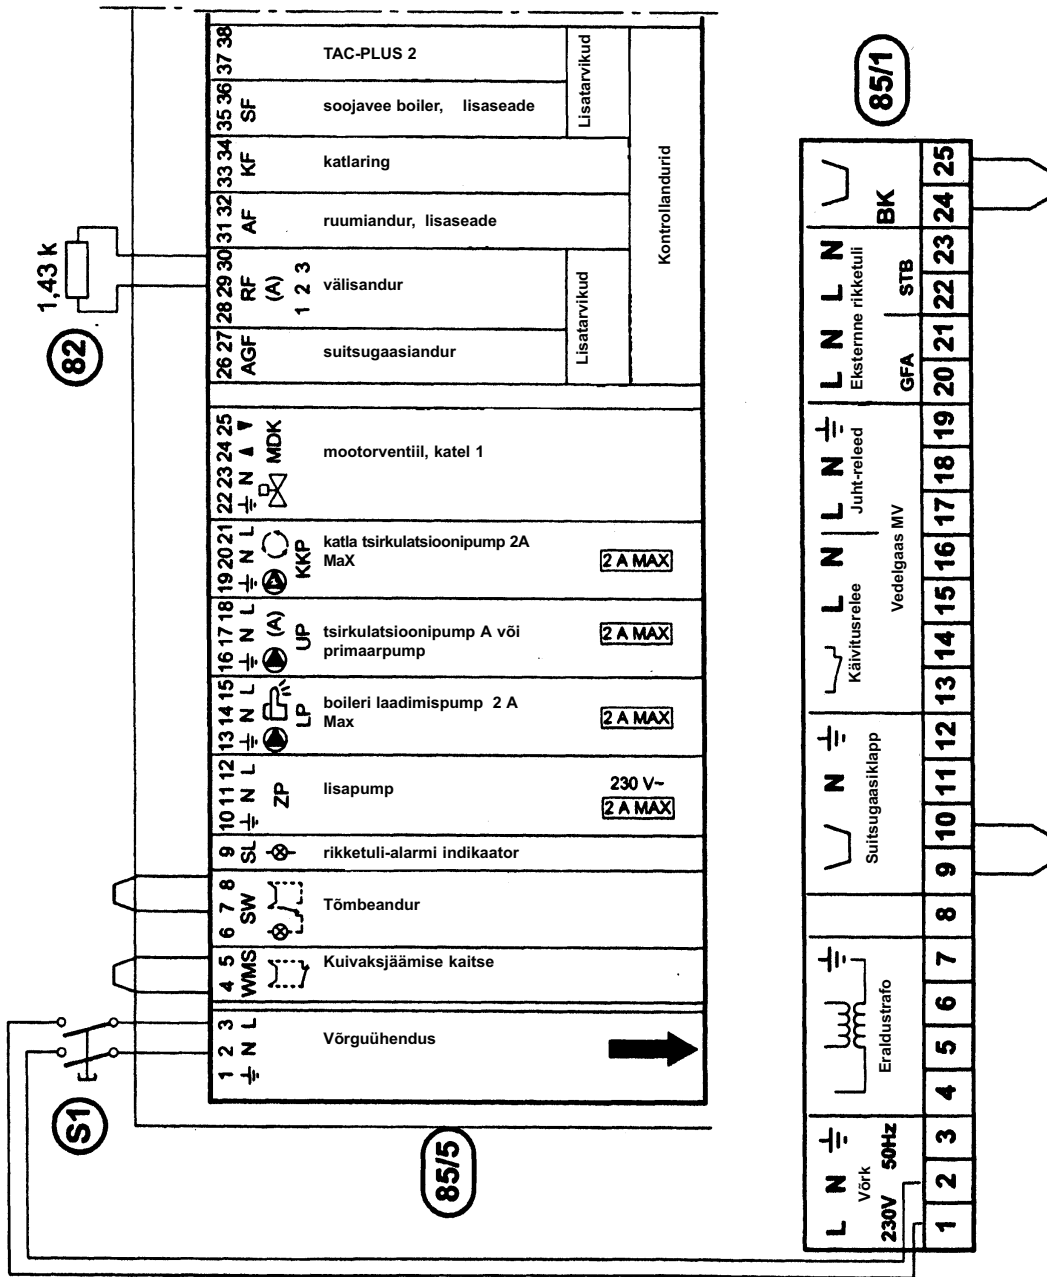 37 38
TAC-PLUS 2
35 36
SF
soojavee boiler, lisaseade
Lisatarvikud
33 34
KF
katlaring
31 32
AF
ruumiandur, lisaseade
28 29 30
RF
(A)
1 2 3
välisandur
26 27
AGF
suitsugaasiandur
Lisatarvikud
Kontrollandurid
1,43 k
82
22 23 24 25
N
MDK
mootorventiil, katel 1
19 20 21
N L
KKP
katla tsirkulatsioonipump 2A
MaX
2 A MAX
16 17 18
N L
(A)
UP
tsirkulatsioonipump A või
primaarpump
2 A MAX
13 14 15
N L
LP
boileri laadimispump 2 A
Max
2 A MAX
10 11 12
N L
ZP
lisapump
230 V~
2 A MAX
9
SL
rikketuli-alarmi indikaator
6 7 8
SW
Tõmbeandur
4 5
WMS
Kuivaksjäämise kaitse
1 2 3
N L
Võrguühendus
S1
85/5
85/1
BK
24 25
L N L N
Eksternne rikketuli
GFA STB
20 21 22 23
L N L N
Käivitusrelee
Juht-releed
Vedelgaas MV
13 14 15 16 17 18 19
N
Suitsugaasiklapp
9 10 11 12
8
Eraldustrafo
4 5 6 7
L N
Võrk
230V 50Hz
1 2 3